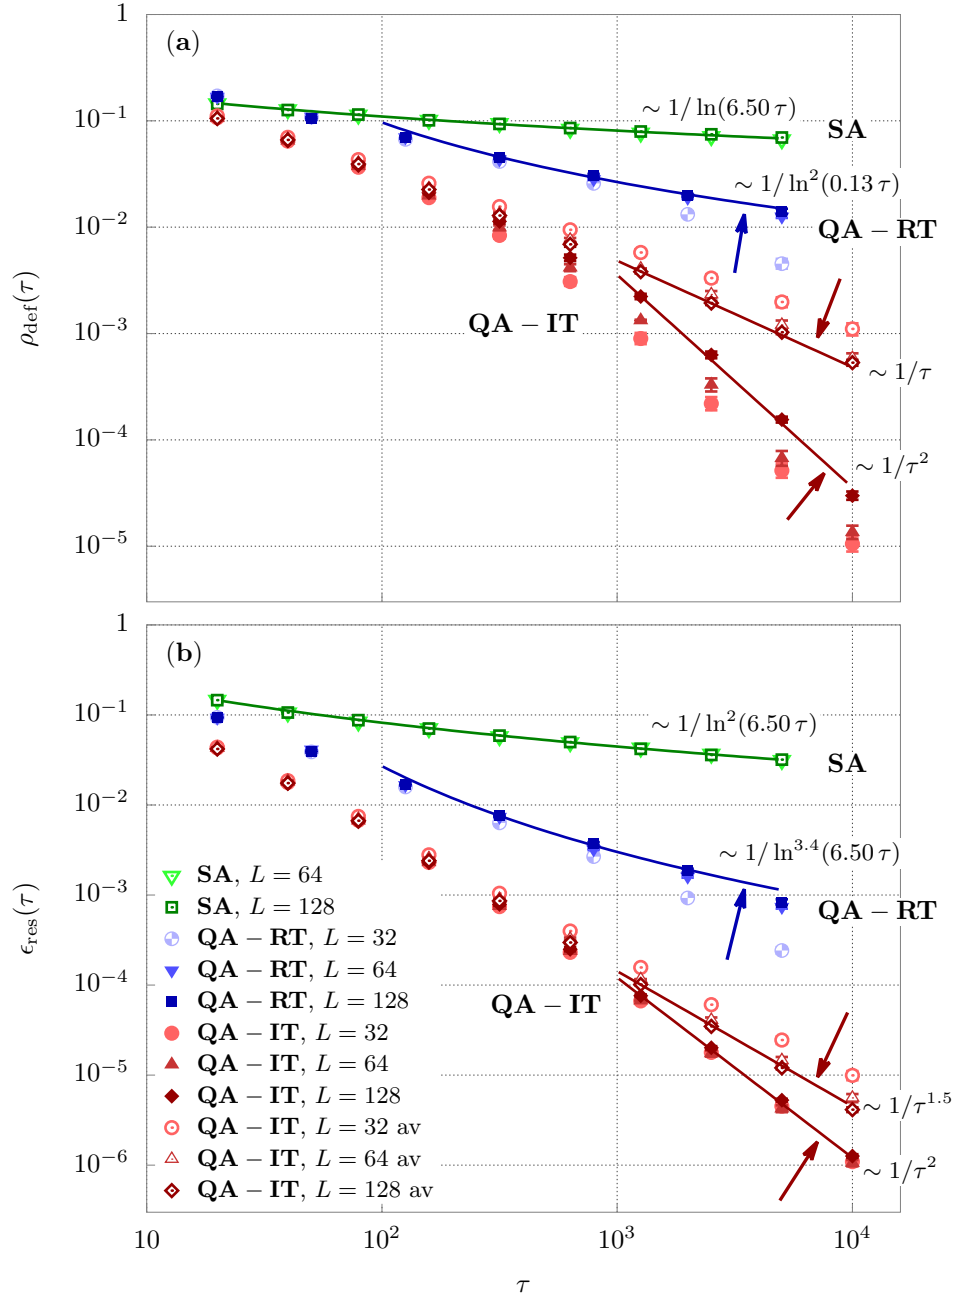 1
(a)
10⁻¹
10⁻²
10⁻³
10⁻⁴
10⁻⁵
ρdef(τ)
∼ 1/ ln(6.50 τ)
SA
∼ 1/ ln²(0.13 τ)
QA − RT
QA − IT
∼ 1/τ
∼ 1/τ²
1
(b)
10⁻¹
10⁻²
10⁻³
10⁻⁴
10⁻⁵
10⁻⁶
ϵres(τ)
∼ 1/ ln²(6.50 τ)
SA
∼ 1/ ln³·⁴(6.50 τ)
QA − RT
QA − IT
∼ 1/τ¹·⁵
∼ 1/τ²
SA, L = 64
SA, L = 128
QA − RT, L = 32
QA − RT, L = 64
QA − RT, L = 128
QA − IT, L = 32
QA − IT, L = 64
QA − IT, L = 128
QA − IT, L = 32 av
QA − IT, L = 64 av
QA − IT, L = 128 av
10 10² 10³ 10⁴
τ